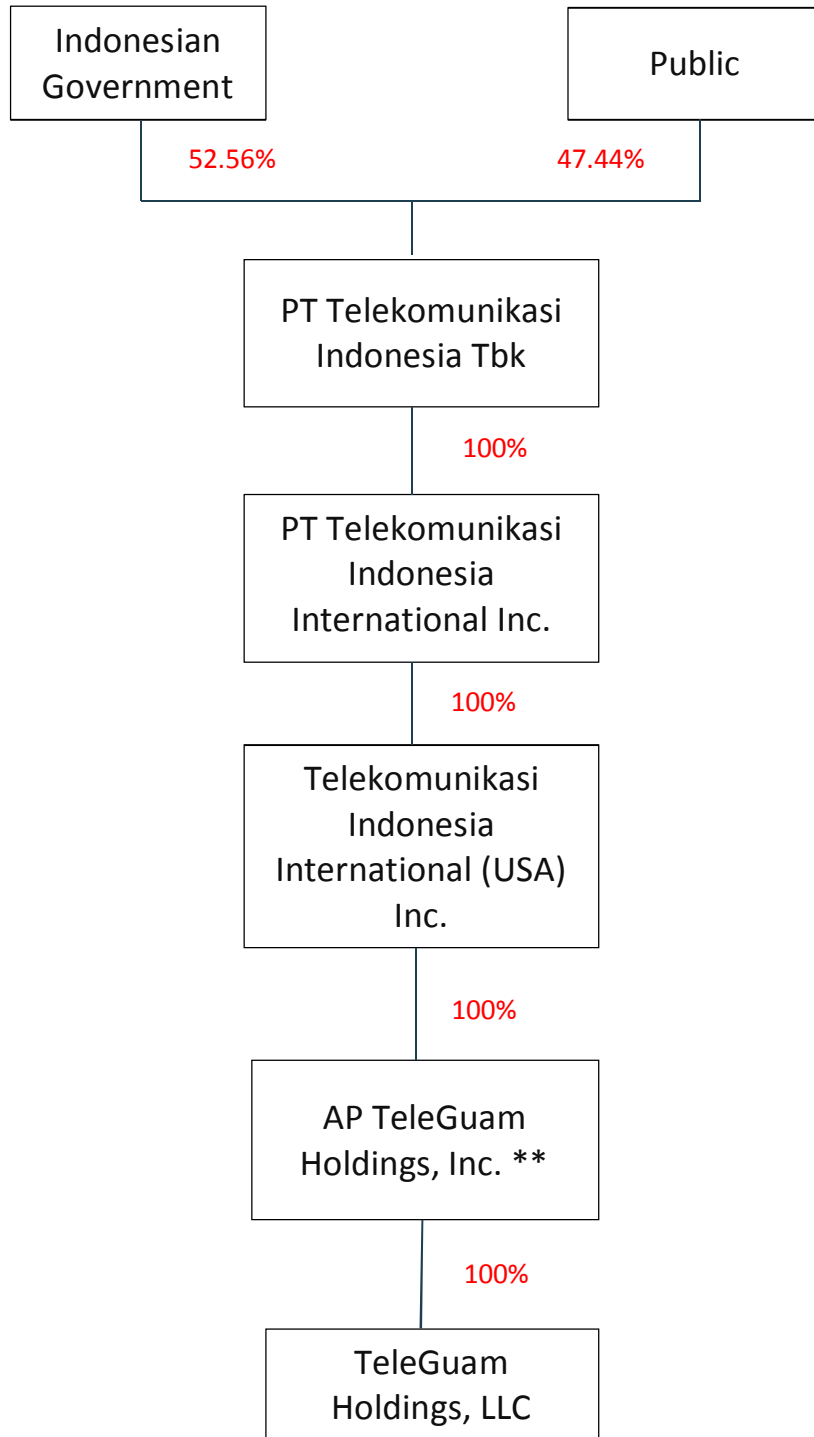 Indonesian
Government
Public
52.56%
47.44%
PT Telekomunikasi
Indonesia Tbk
100%
PT Telekomunikasi
Indonesia
International Inc.
100%
Telekomunikasi
Indonesia
International (USA)
Inc.
100%
AP TeleGuam
Holdings, Inc. **
100%
TeleGuam
Holdings, LLC